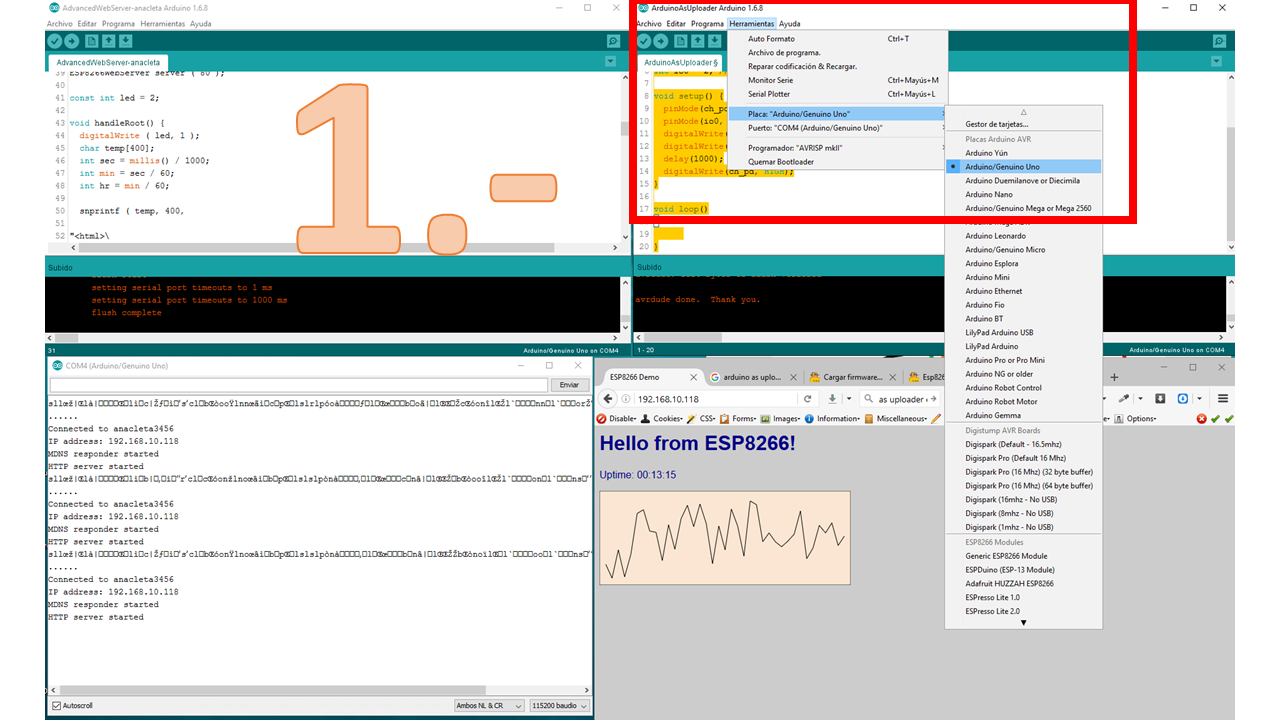 AdvancedWebServer-anacleta Arduino 1.6.8
Archivo Editar Programa Herramientas Ayuda
AdvancedWebServer-anacleta
39 ESP8266WebServer server ( 80 );
40
41 const int led = 2;
42
43 void handleRoot() {
44 digitalWrite ( led, 1 );
45 char temp[400];
46 int sec = millis() / 1000;
47 int min = sec / 60;
48 int hr = min / 60;
49
50 snprintf ( temp, 400,
51
52 "<html>\
1.-
Subido
setting serial port timeouts to 1 ms
setting serial port timeouts to 1000 ms
flush complete
31
Arduino/Genuino Uno on COM4
ArduinoAsUploader Arduino 1.6.8
Archivo Editar Programa Herramientas Ayuda
ArduinoAsUploader §
8 void setup() {
9 pinMode(ch_pd
10 pinMode(io0,
11 digitalWrite
12 digitalWrite
13 delay(1000);
14 digitalWrite(ch_pd, HIGH);
15 }
16
17 void loop()
19
20 }
Subido
avrdude done. Thank you.
1 - 20
Arduino/Genuino Uno on COM4
Auto Formato Ctrl+T
Archivo de programa.
Reparar codificación & Recargar.
Monitor Serie Ctrl+Mayús+M
Serial Plotter Ctrl+Mayús+L
Placa: "Arduino/Genuino Uno"
Puerto: "COM4 (Arduino/Genuino Uno)"
Programador: "AVRISP mkII"
Quemar Bootloader
Gestor de tarjetas...
Placas Arduino AVR
Arduino Yún
Arduino/Genuino Uno
Arduino Duemilanove or Diecimila
Arduino Nano
Arduino/Genuino Mega or Mega 2560
Arduino Leonardo
Arduino/Genuino Micro
Arduino Esplora
Arduino Mini
Arduino Ethernet
Arduino Fio
Arduino BT
LilyPad Arduino USB
LilyPad Arduino
Arduino Pro or Pro Mini
Arduino NG or older
Arduino Robot Control
Arduino Robot Motor
Arduino Gemma
Digistump AVR Boards
Digispark (Default - 16.5mhz)
Digispark Pro (Default 16 Mhz)
Digispark Pro (16 Mhz) (32 byte buffer)
Digispark Pro (16 Mhz) (64 byte buffer)
Digispark (16mhz - No USB)
Digispark (8mhz - No USB)
Digispark (1mhz - No USB)
ESP8266 Modules
Generic ESP8266 Module
ESPDuino (ESP-13 Module)
Adafruit HUZZAH ESP8266
ESPresso Lite 1.0
ESPresso Lite 2.0
COM4 (Arduino/Genuino Uno)
Enviar
......
Connected to anacleta3456
IP address: 192.168.10.118
MDNS responder started
HTTP server started
......
Connected to anacleta3456
IP address: 192.168.10.118
MDNS responder started
HTTP server started
......
Connected to anacleta3456
IP address: 192.168.10.118
MDNS responder started
HTTP server started
Autoscroll
Ambos NL & CR
115200 baudio
ESP8266 Demo
arduino as uplo...
Cargar firmware...
192.168.10.118
as uploader
Disable Cookies CSS Forms Images Information Miscellaneous
Options
Hello from ESP8266!
Uptime: 00:13:15